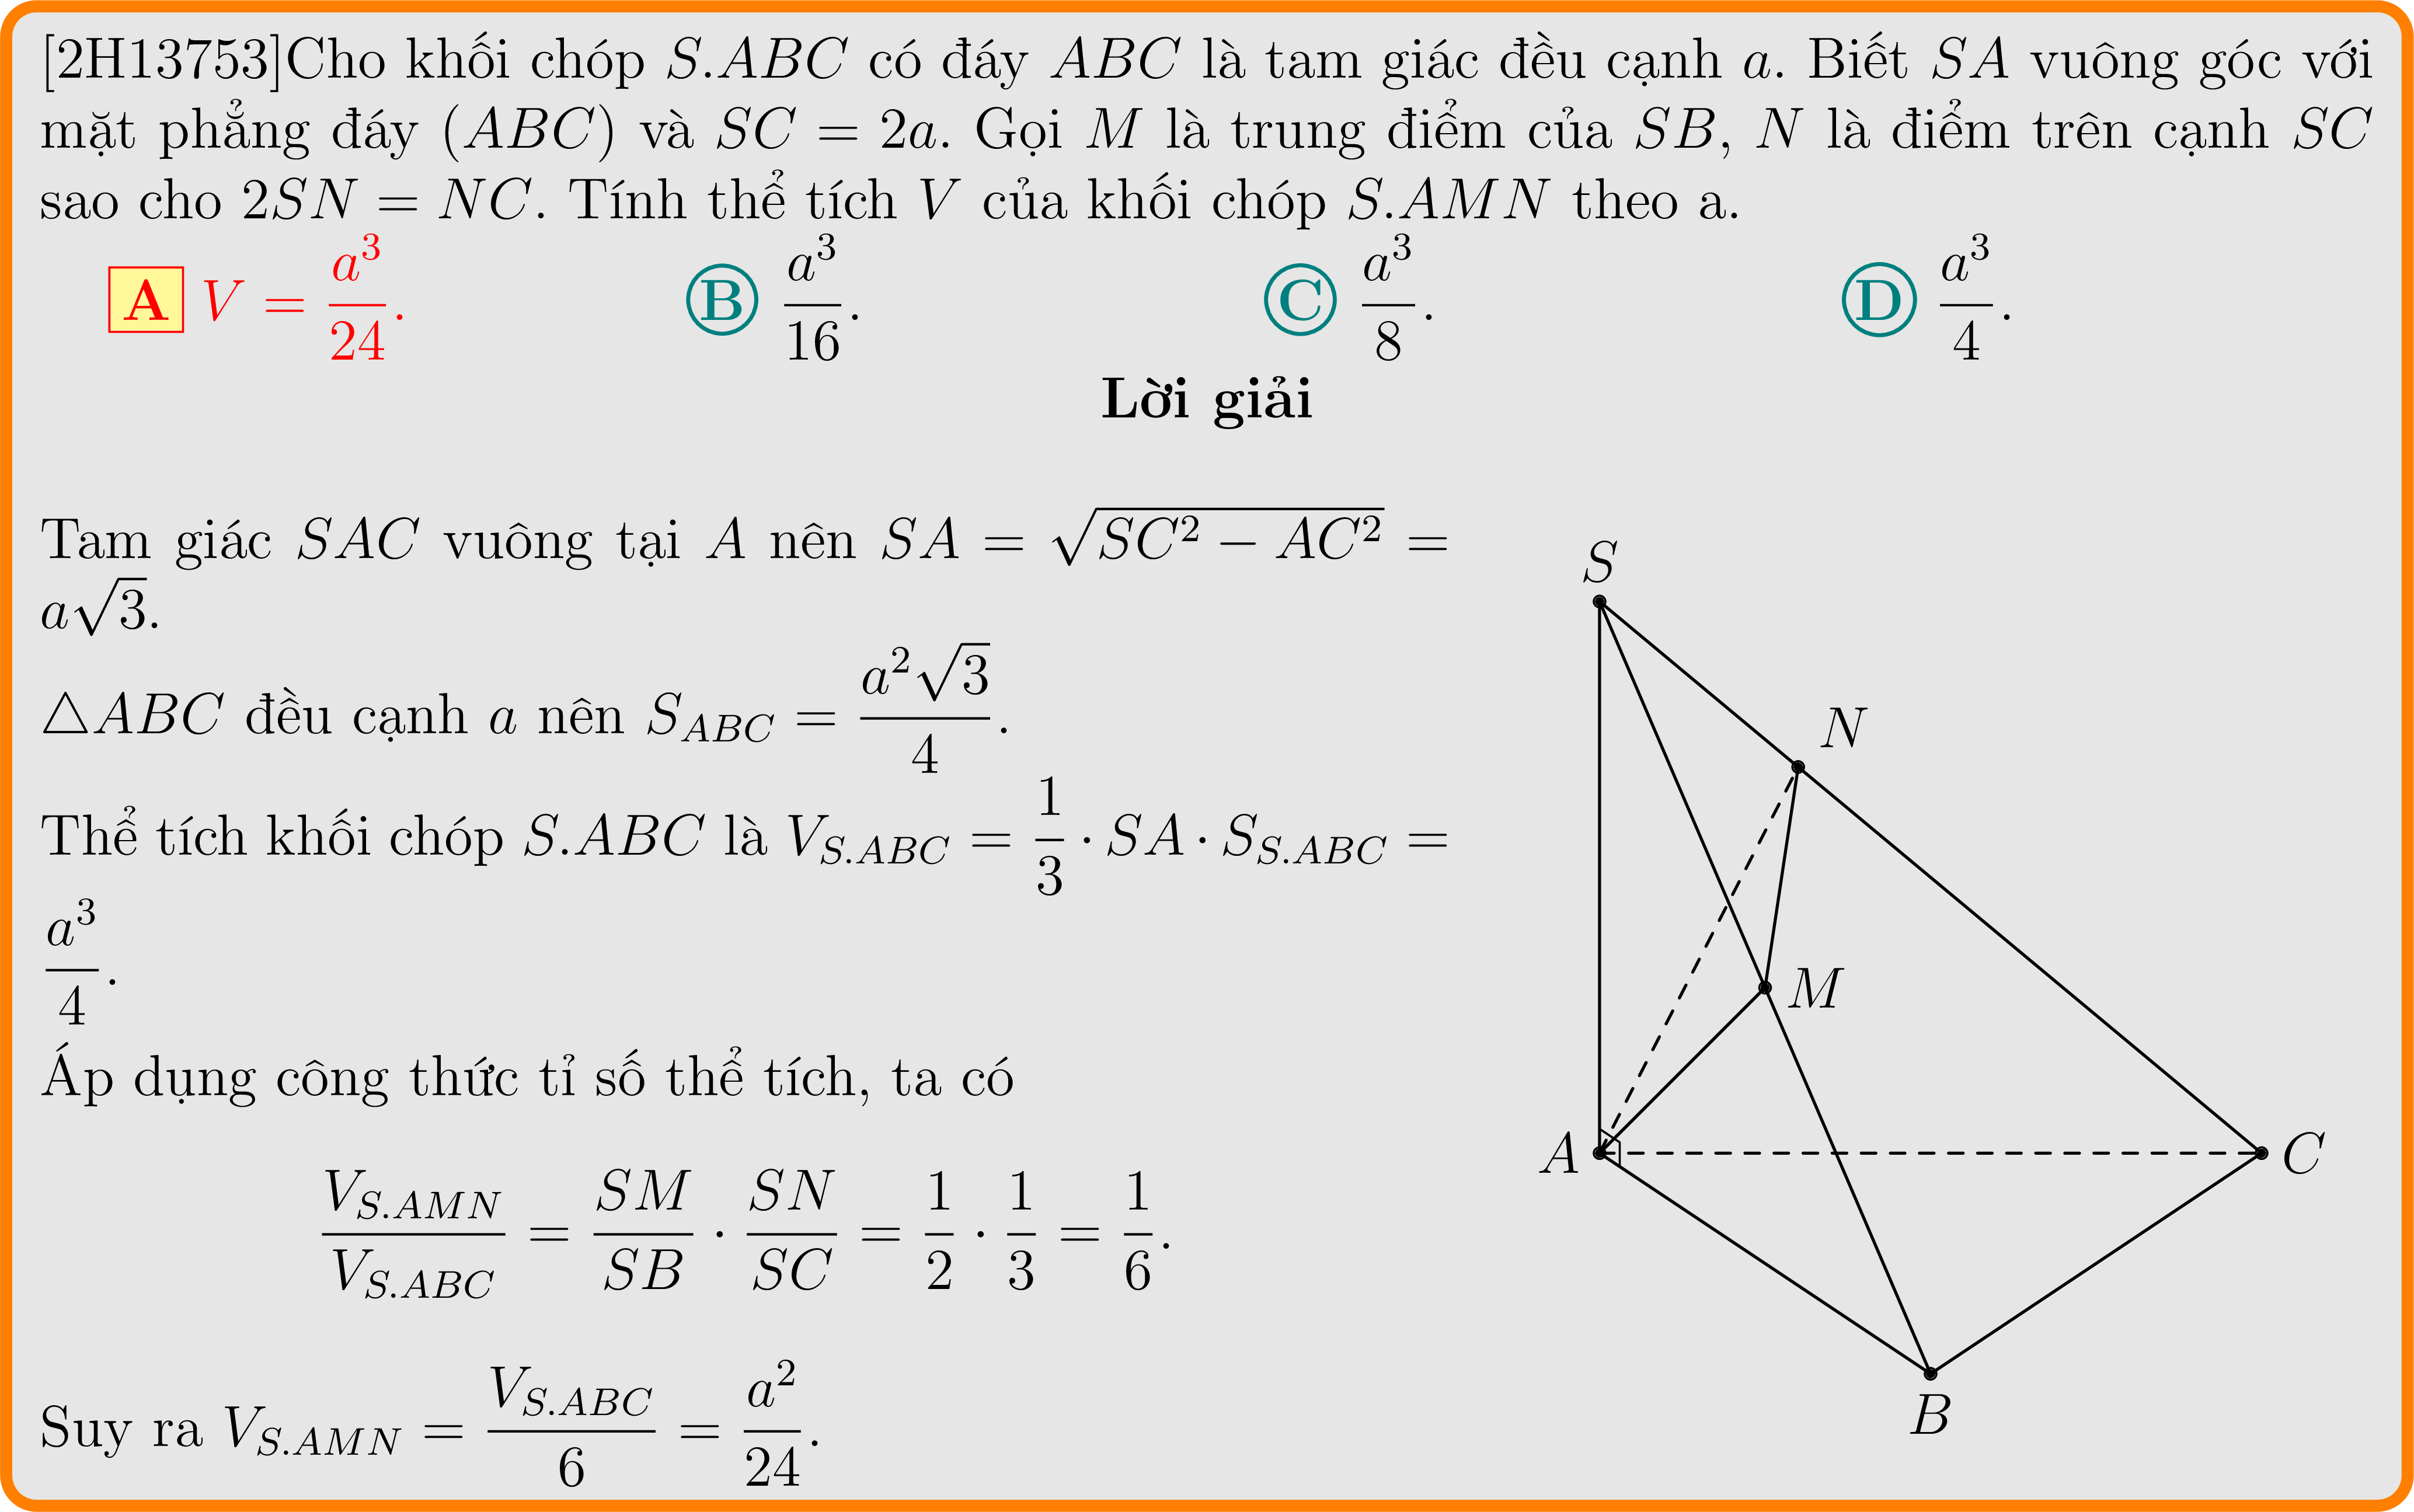 [2H13753]Cho khối chóp S.ABC có đáy ABC là tam giác đều cạnh a. Biết SA vuông góc với
mặt phẳng đáy (ABC) và SC = 2a. Gọi M là trung điểm của SB, N là điểm trên cạnh SC
sao cho 2SN = NC. Tính thể tích V của khối chóp S.AMN theo a.
A V = \frac{a^3}{24}. B \frac{a^3}{16}. C \frac{a^3}{8}. D \frac{a^3}{4}.
Lời giải
Tam giác SAC vuông tại A nên SA = \sqrt{SC^2 − AC^2} =
a\sqrt{3}.
△ABC đều cạnh a nên S_{ABC} = \frac{a^2\sqrt{3}}{4}.
Thể tích khối chóp S.ABC là V_{S.ABC} = \frac{1}{3} · SA · S_{S.ABC} =
\frac{a^3}{4}.
Áp dụng công thức tỉ số thể tích, ta có
\frac{V_{S.AMN}}{V_{S.ABC}} = \frac{SM}{SB} · \frac{SN}{SC} = \frac{1}{2} · \frac{1}{3} = \frac{1}{6}.
Suy ra V_{S.AMN} = \frac{V_{S.ABC}}{6} = \frac{a^2}{24}.
S
N
M
A
C
B